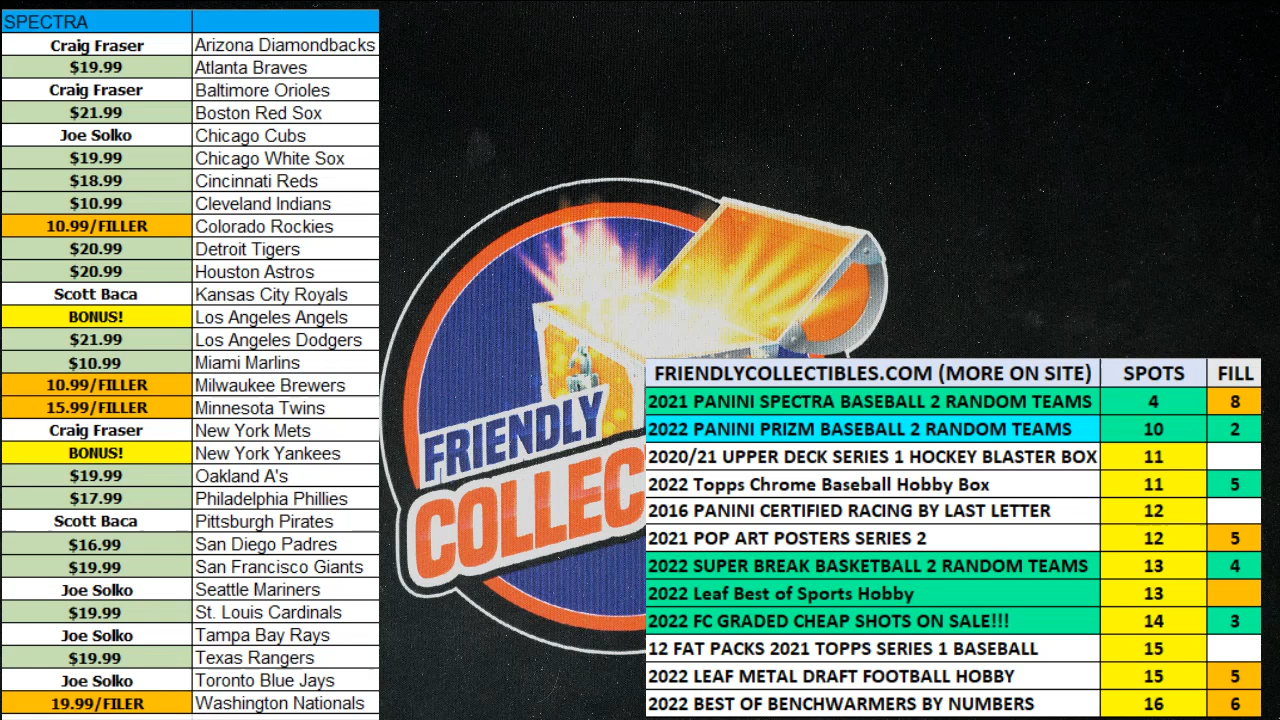 SPECTRA
Craig Fraser Arizona Diamondbacks
$19.99 Atlanta Braves
Craig Fraser Baltimore Orioles
$21.99 Boston Red Sox
Joe Solko Chicago Cubs
$19.99 Chicago White Sox
$18.99 Cincinnati Reds
$10.99 Cleveland Indians
10.99/FILLER Colorado Rockies
$20.99 Detroit Tigers
$20.99 Houston Astros
Scott Baca Kansas City Royals
BONUS! Los Angeles Angels
$21.99 Los Angeles Dodgers
$10.99 Miami Marlins
10.99/FILLER Milwaukee Brewers
15.99/FILLER Minnesota Twins
Craig Fraser New York Mets
BONUS! New York Yankees
$19.99 Oakland A's
$17.99 Philadelphia Phillies
Scott Baca Pittsburgh Pirates
$16.99 San Diego Padres
$19.99 San Francisco Giants
Joe Solko Seattle Mariners
$19.99 St. Louis Cardinals
Joe Solko Tampa Bay Rays
$19.99 Texas Rangers
Joe Solko Toronto Blue Jays
19.99/FILER Washington Nationals
FRIENDLY
COLLEC
FRIENDLYCOLLECTIBLES.COM (MORE ON SITE) SPOTS FILL
2021 PANINI SPECTRA BASEBALL 2 RANDOM TEAMS 4 8
2022 PANINI PRIZM BASEBALL 2 RANDOM TEAMS 10 2
2020/21 UPPER DECK SERIES 1 HOCKEY BLASTER BOX 11
2022 Topps Chrome Baseball Hobby Box 11 5
2016 PANINI CERTIFIED RACING BY LAST LETTER 12
2021 POP ART POSTERS SERIES 2 12 5
2022 SUPER BREAK BASKETBALL 2 RANDOM TEAMS 13 4
2022 Leaf Best of Sports Hobby 13
2022 FC GRADED CHEAP SHOTS ON SALE!!! 14 3
12 FAT PACKS 2021 TOPPS SERIES 1 BASEBALL 15
2022 LEAF METAL DRAFT FOOTBALL HOBBY 15 5
2022 BEST OF BENCHWARMERS BY NUMBERS 16 6